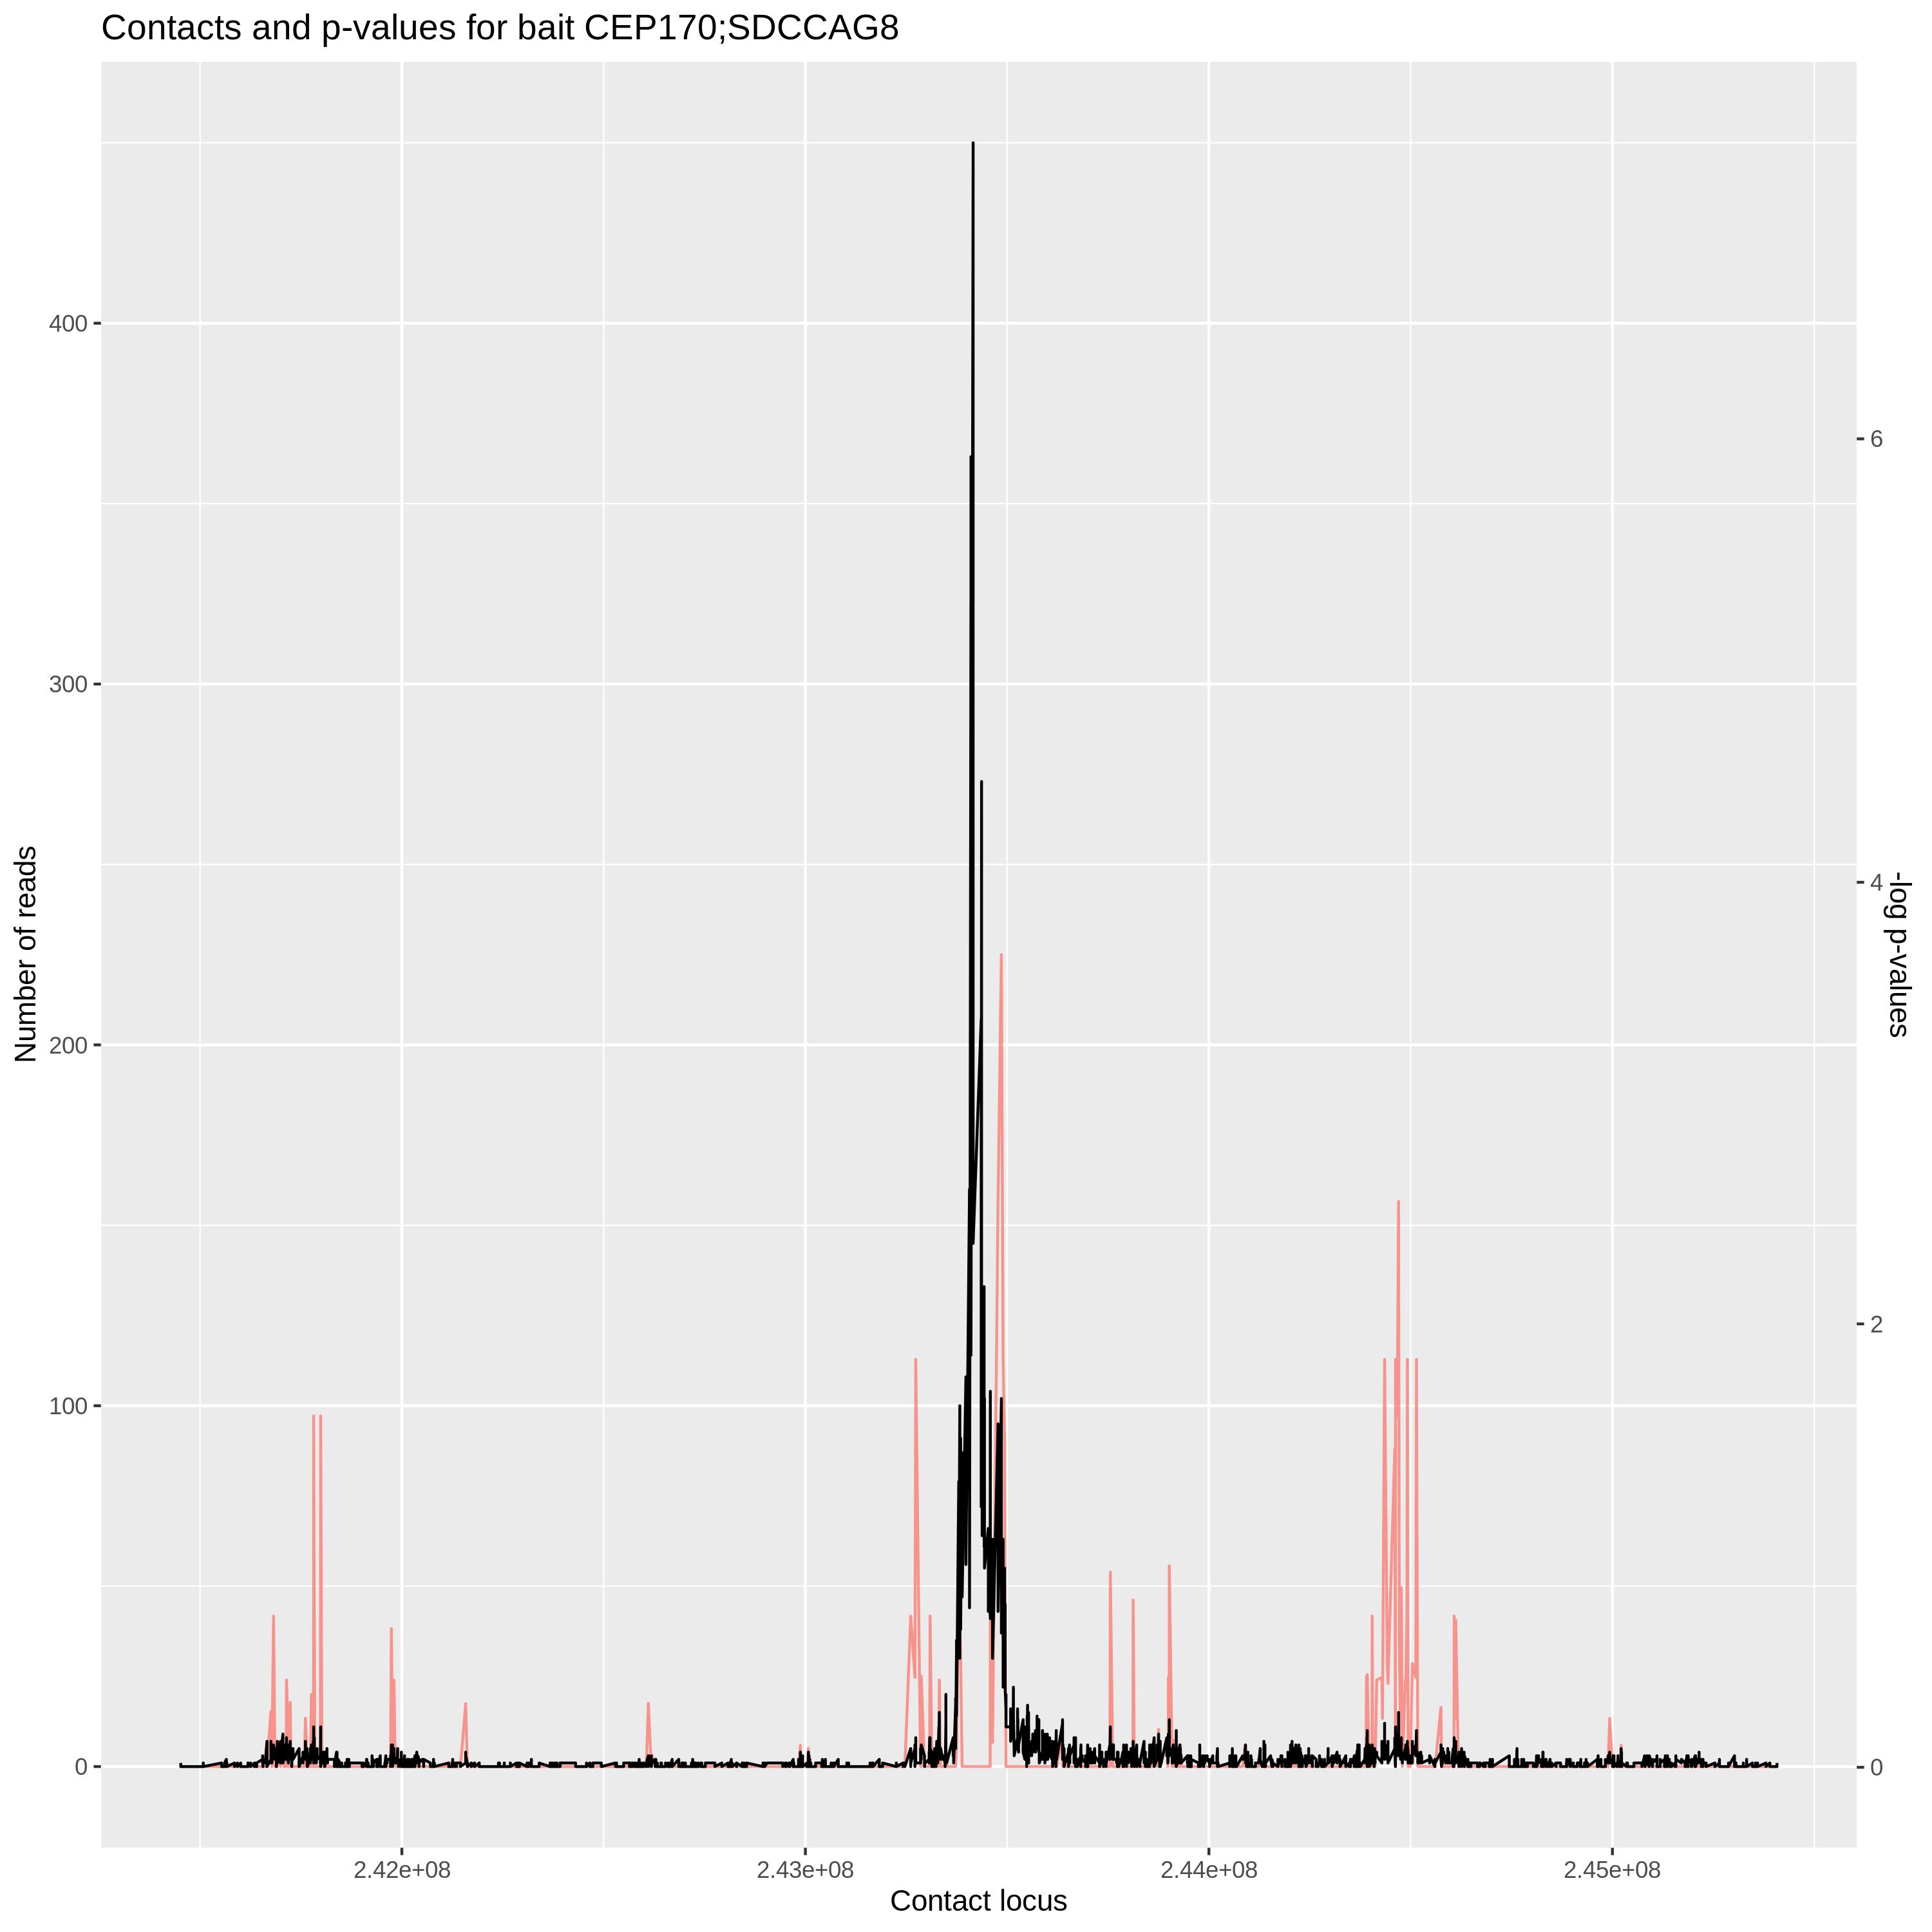 Contacts and p-values for bait CEP170;SDCCAG8
Number of reads
400
300
200
100
0
6
4
2
0
-log p-values
2.42e+08
2.43e+08
2.44e+08
2.45e+08
Contact locus